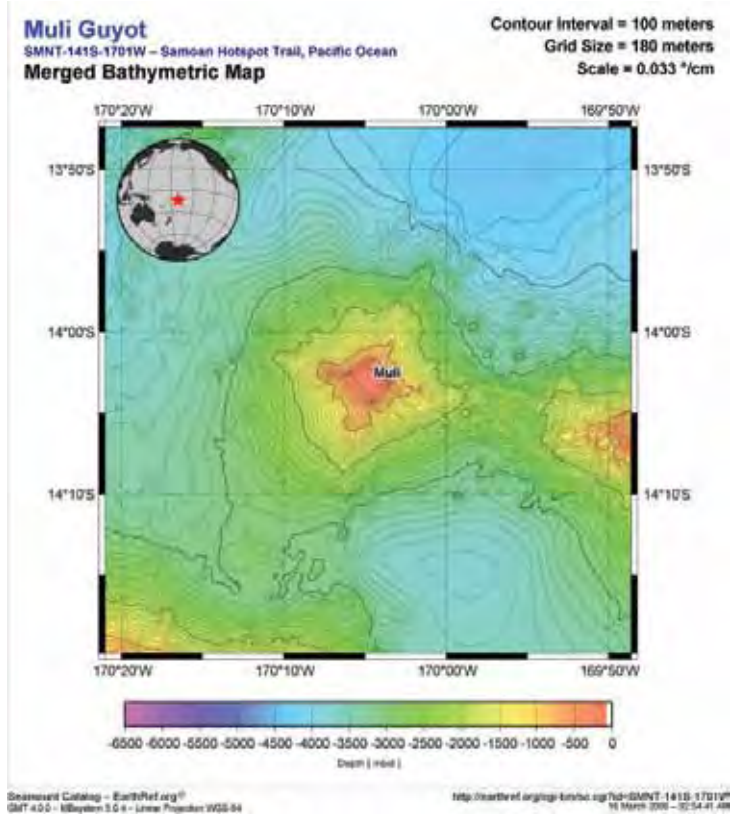 Muli Guyot
SMNT-141S-1701W – Samoan Hotspot Trail, Pacific Ocean
Merged Bathymetric Map
Contour Interval = 100 meters
Grid Size = 180 meters
Scale = 0.033 °/cm
170°20'W 170°10'W 170°00'W 169°50'W
13°50'S 13°50'S
14°00'S 14°00'S
Muli
14°10'S 14°10'S
170°20'W 170°10'W 170°00'W 169°50'W
-6500 -6000 -5500 -5000 -4500 -4000 -3500 -3000 -2500 -2000 -1500 -1000 -500 0
Depth [ mbsl ]
Seamount Catalog – EarthRef.org